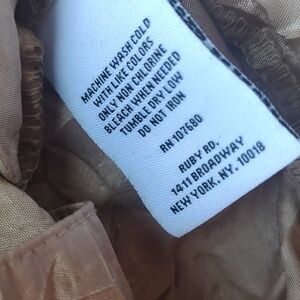 MACHINE WASH COLD
WITH LIKE COLORS
ONLY NON CHLORINE
BLEACH WHEN NEEDED
TUMBLE DRY LOW
DO NOT IRON
RN 107680
RUBY RD.
1411 BROADWAY
NEW YORK, NY. 10018